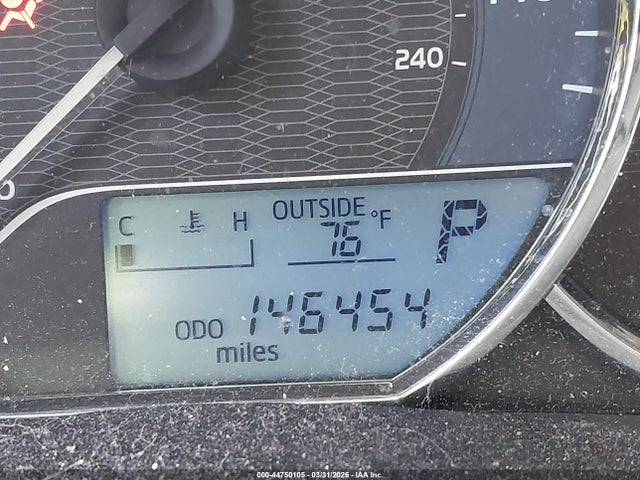 240
C H OUTSIDE 76 °F P
ODO 146454
miles
000-44750105 - 03/31/2026 - IAA Inc.